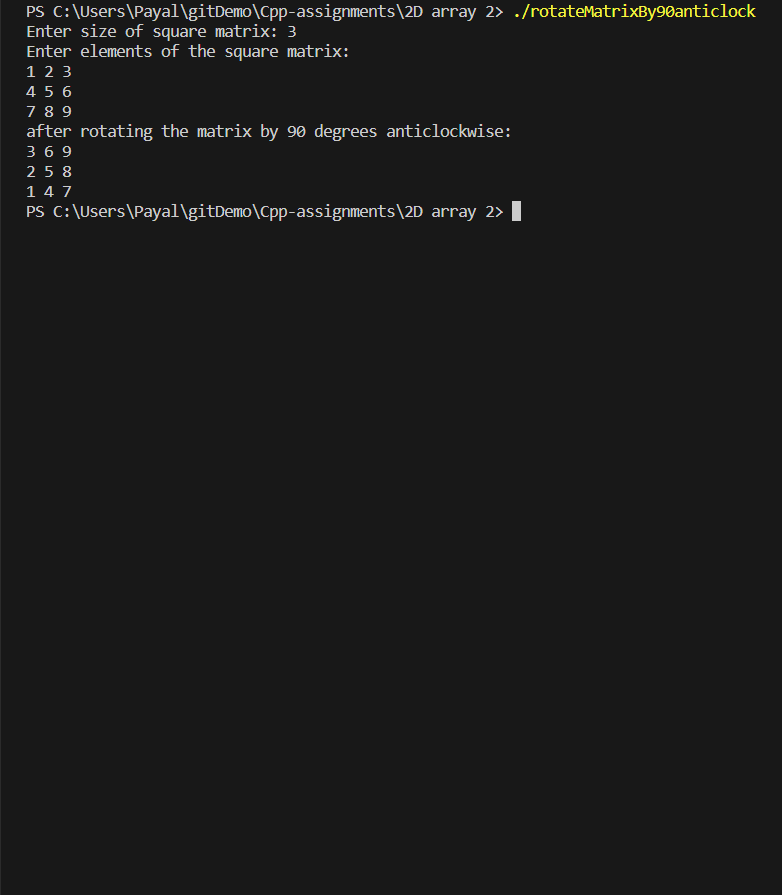 PS C:\Users\Payal\gitDemo\Cpp-assignments\2D array 2> ./rotateMatrixBy90anticlock
Enter size of square matrix: 3
Enter elements of the square matrix:
1 2 3
4 5 6
7 8 9
after rotating the matrix by 90 degrees anticlockwise:
3 6 9
2 5 8
1 4 7
PS C:\Users\Payal\gitDemo\Cpp-assignments\2D array 2>